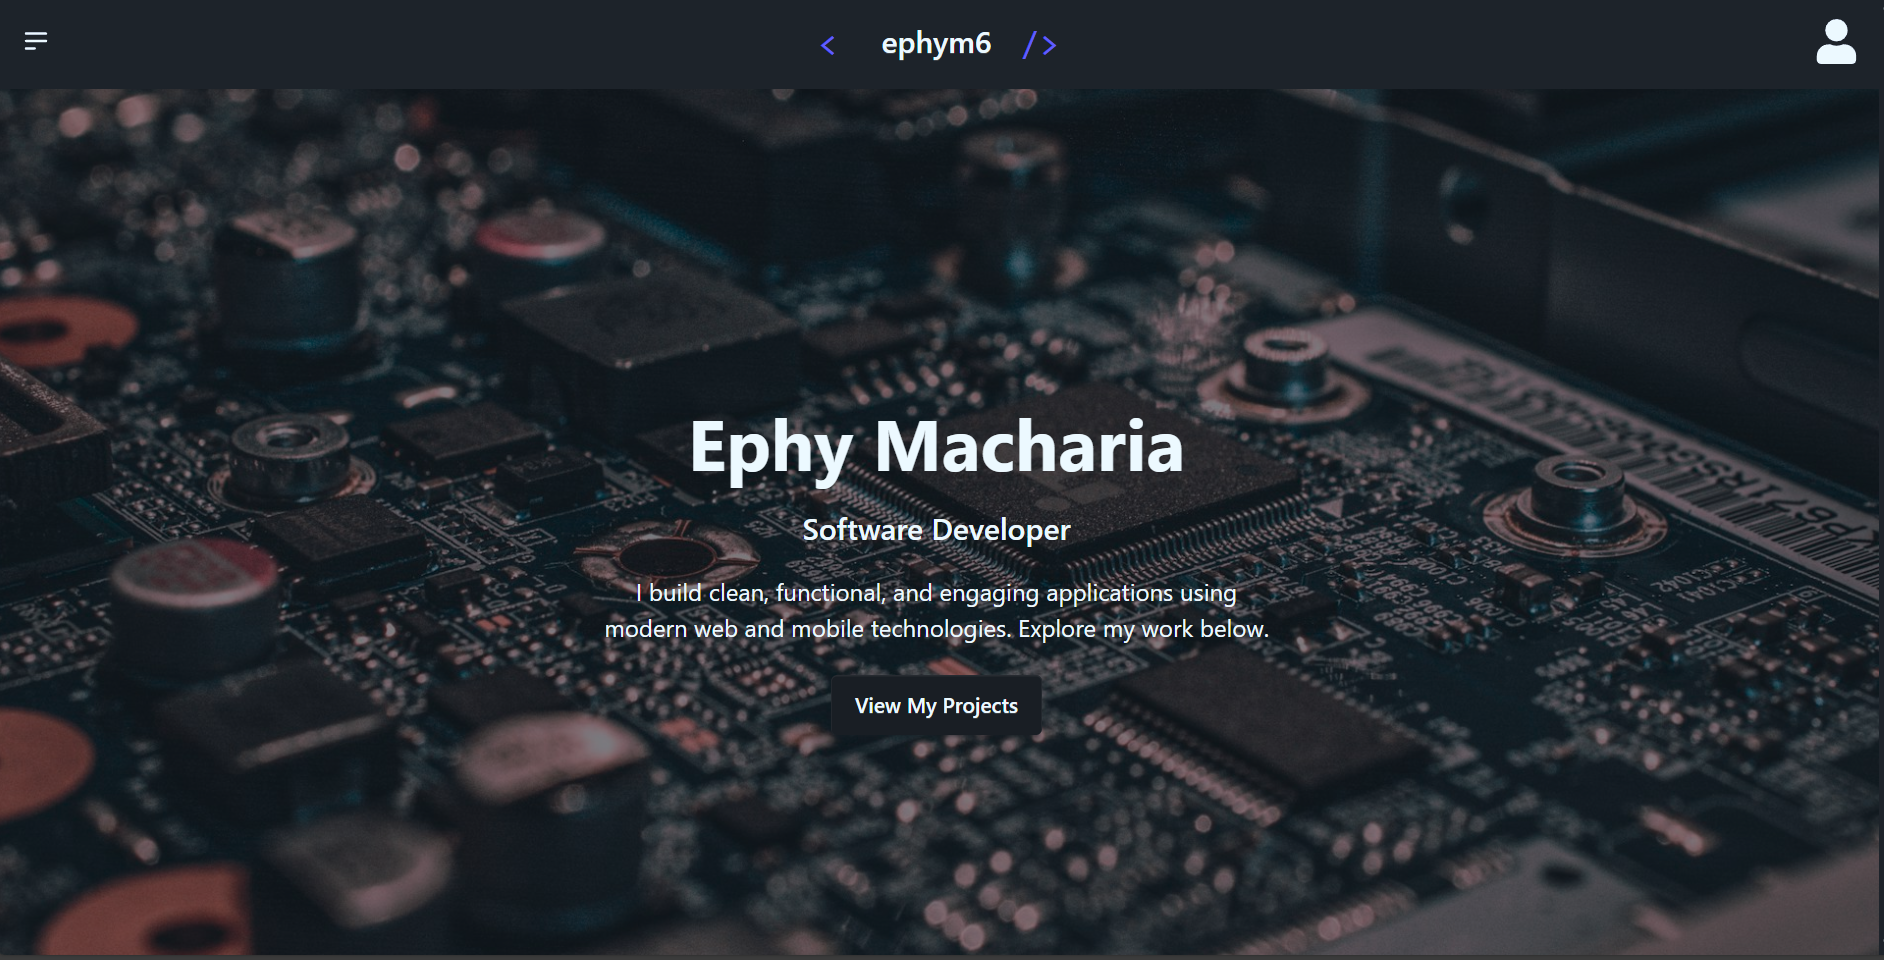 < ephym6 />
Ephy Macharia
Software Developer
I build clean, functional, and engaging applications using
modern web and mobile technologies. Explore my work below.
View My Projects